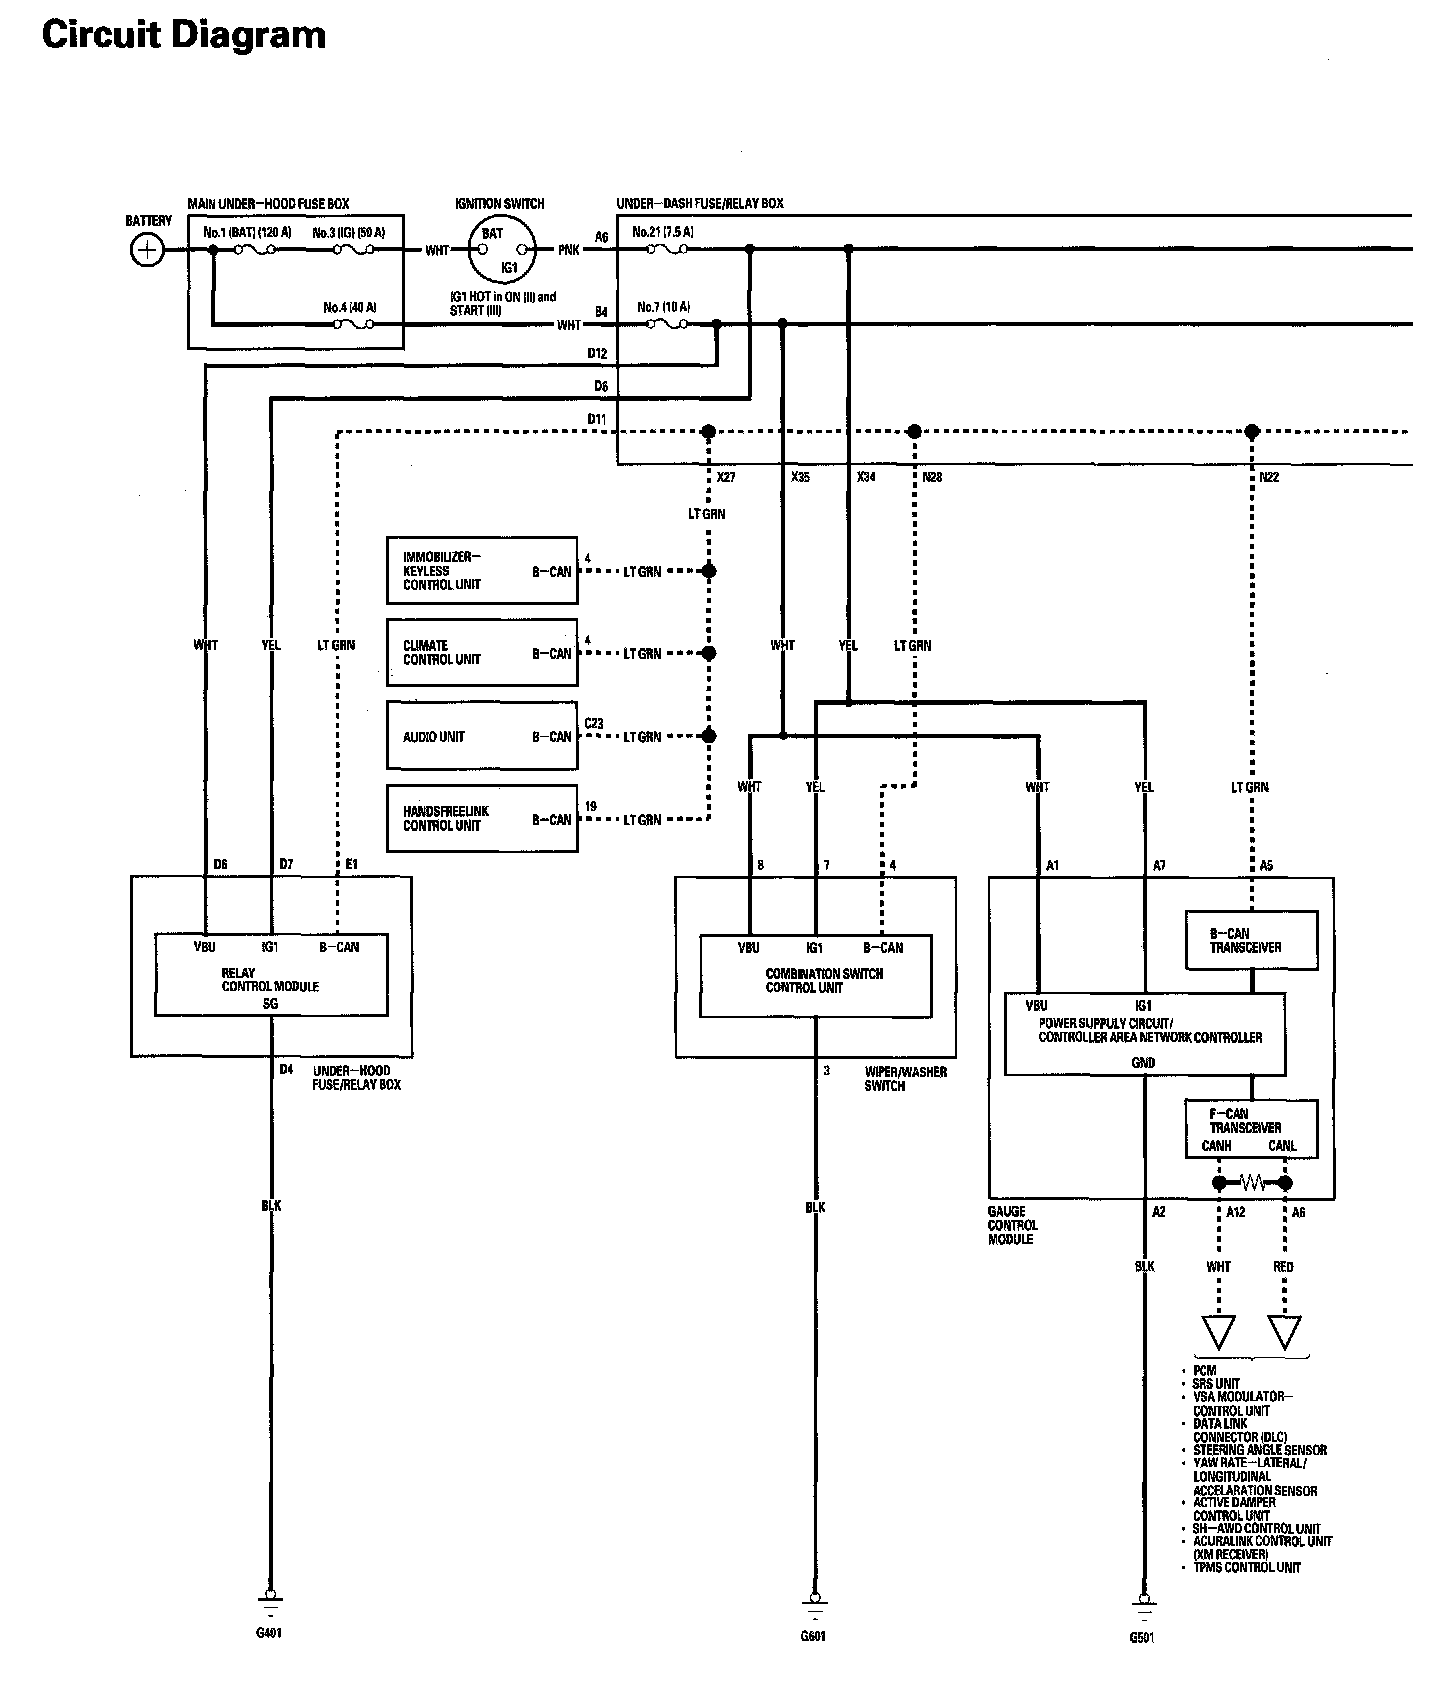 Circuit Diagram
MAIN UNDER-HOOD FUSE BOX
IGNITION SWITCH
UNDER-DASH FUSE/RELAY BOX
BATTERY
No.1 (BAT) (120 A)
No.3 (IG) (50 A)
BAT
IG1
WHT
PNK
A6
No.21 (7.5 A)
IG1 HOT in ON (II) and
START (III)
No.4 (40 A)
WHT
B4
No.7 (10 A)
D12
D6
D11
X27
X35
X34
N28
N22
LT GRN
IMMOBILIZER-
KEYLESS
CONTROL UNIT
B-CAN
4
LT GRN
CLIMATE
CONTROL UNIT
B-CAN
4
LT GRN
AUDIO UNIT
B-CAN
C23
LT GRN
HANDSFREELINK
CONTROL UNIT
B-CAN
19
LT GRN
WHT
YEL
LT GRN
WHT
YEL
LT GRN
WHT
YEL
WHT
YEL
LT GRN
D6
D7
E1
8
7
4
A1
A7
A5
VBU
IG1
B-CAN
RELAY
CONTROL MODULE
SG
D4
UNDER-HOOD
FUSE/RELAY BOX
VBU
IG1
B-CAN
COMBINATION SWITCH
CONTROL UNIT
3
WIPER/WASHER
SWITCH
B-CAN
TRANSCEIVER
VBU
IG1
POWER SUPPULY CIRCUIT/
CONTROLLER AREA NETWORK CONTROLLER
GND
F-CAN
TRANSCEIVER
CANH
CANL
GAUGE
CONTROL
MODULE
A2
A12
A6
BLK
BLK
BLK
WHT
RED
• PCM
• SRS UNIT
• VSA MODULATOR-
CONTROL UNIT
• DATA LINK
CONNECTOR (DLC)
• STEERING ANGLE SENSOR
• YAW RATE-LATERAL/
LONGITUDINAL
ACCELARATION SENSOR
• ACTIVE DAMPER
CONTROL UNIT
• SH-AWD CONTROL UNIT
• ACURALINK CONTROL UNIT
(XM RECEIVER)
• TPMS CONTROL UNIT
G401
G601
G501